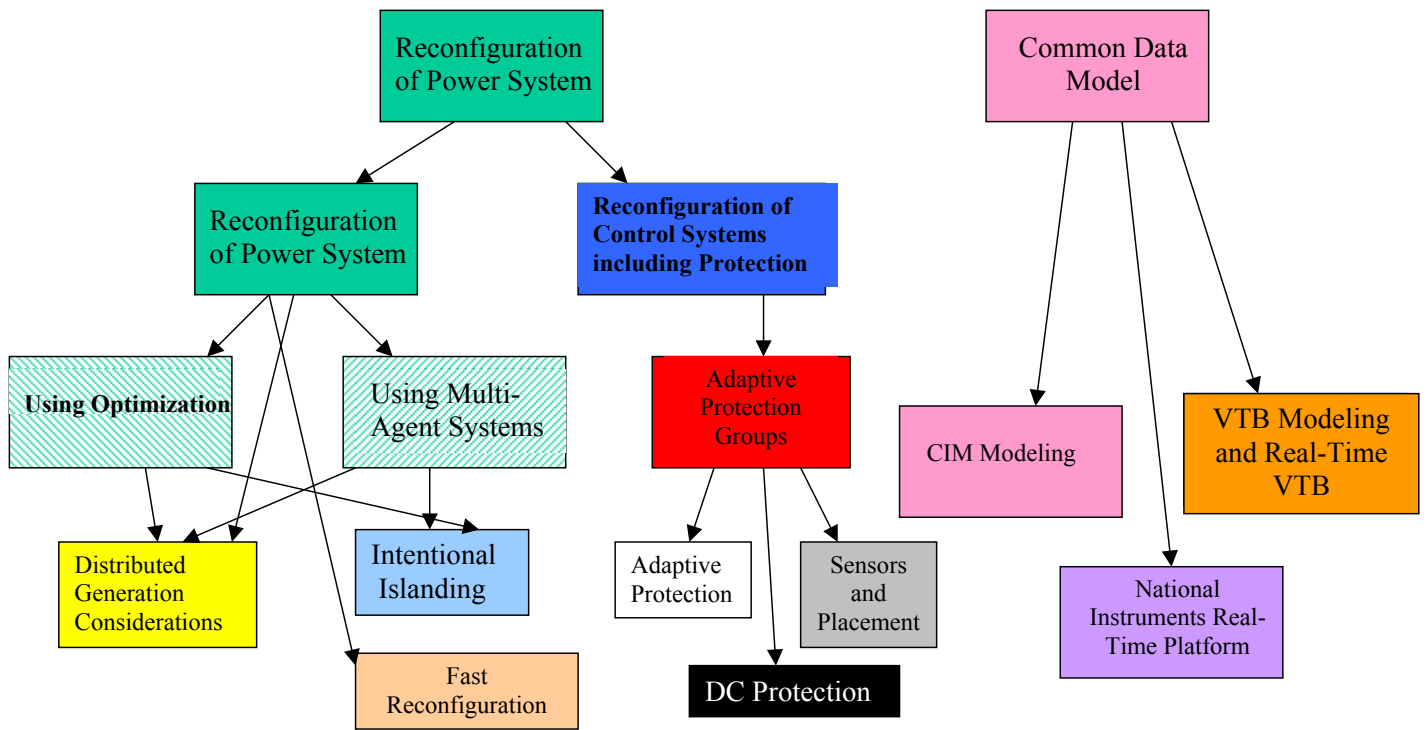 Reconfiguration
of Power System
Common Data
Model
Reconfiguration
of Power System
Reconfiguration of
Control Systems
including Protection
Using Optimization
Using Multi-
Agent Systems
Adaptive
Protection
Groups
CIM Modeling
VTB Modeling
and Real-Time
VTB
Distributed
Generation
Considerations
Intentional
Islanding
Adaptive
Protection
Sensors
and
Placement
National
Instruments Real-
Time Platform
Fast
Reconfiguration
DC Protection